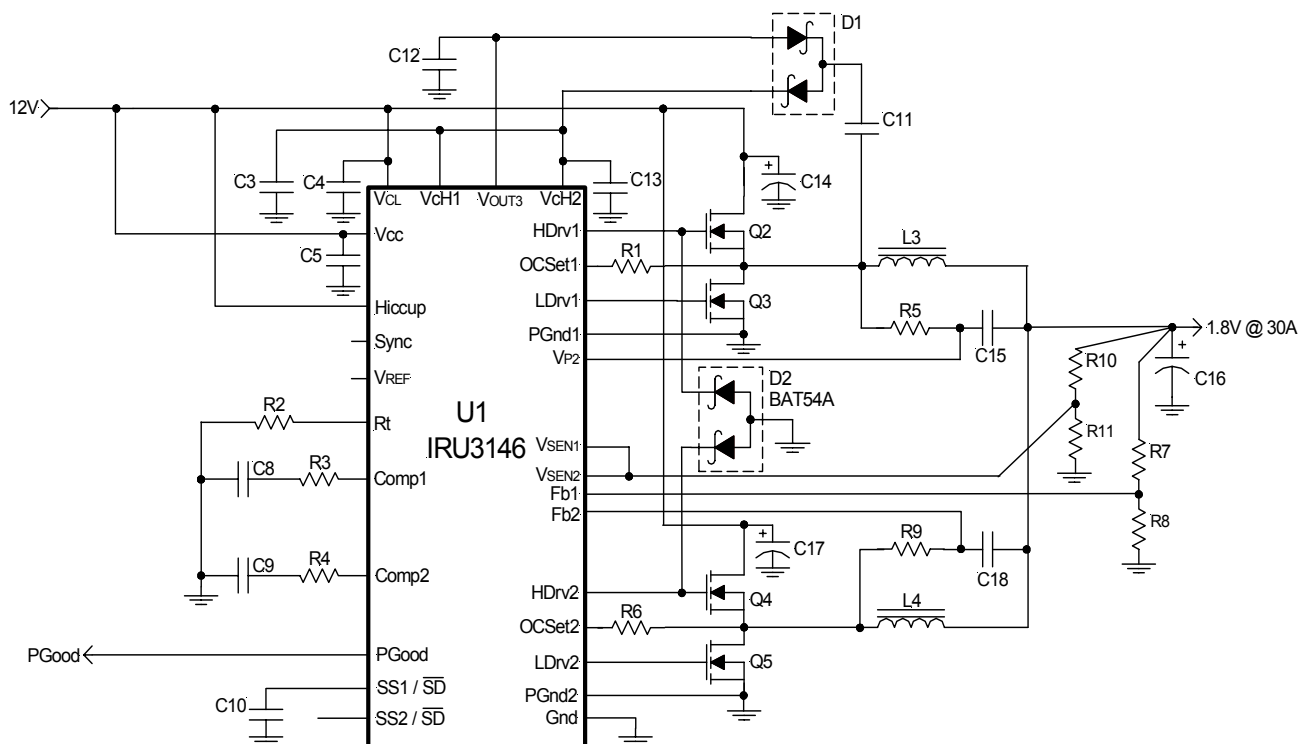 D1
C12
12V
C11
C3
C4
C13
C14
VCL
VcH1
VOUT3
VcH2
Vcc
HDrv1
Q2
L3
C5
OCSet1
R1
Hiccup
LDrv1
Q3
R5
1.8V @ 30A
PGnd1
C15
Sync
VP2
R10
C16
VREF
D2
BAT54A
R2
Rt
U1
IRU3146
R11
VSEN1
R7
C8
R3
Comp1
VSEN2
Fb1
Fb2
R8
C17
R9
C18
C9
R4
Comp2
HDrv2
Q4
L4
OCSet2
R6
PGood
PGood
LDrv2
Q5
SS1 / SD
PGnd2
C10
SS2 / SD
Gnd